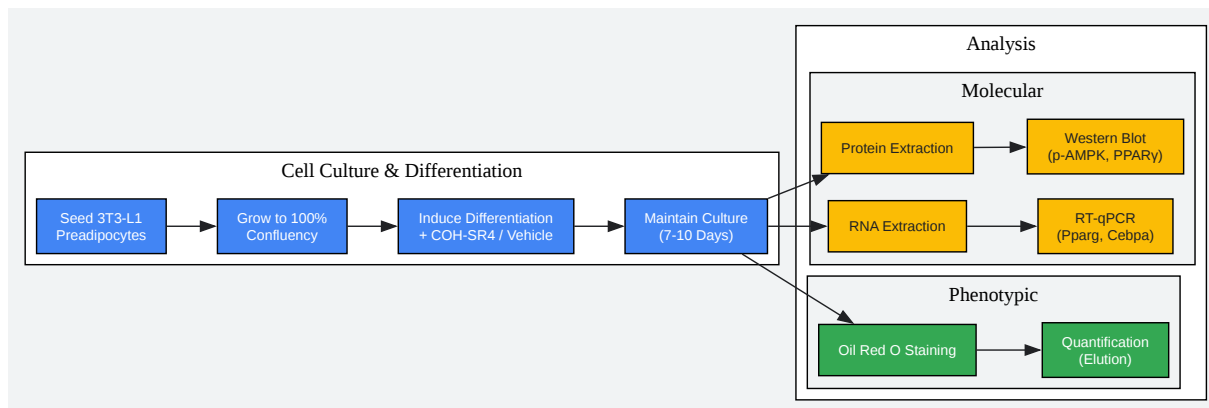 Cell Culture & Differentiation
Seed 3T3-L1
Preadipocytes
Grow to 100%
Confluency
Induce Differentiation
+ COH-SR4 / Vehicle
Maintain Culture
(7-10 Days)
Analysis
Molecular
Protein Extraction
Western Blot
(p-AMPK, PPARγ)
RNA Extraction
RT-qPCR
(Pparg, Cebpa)
Phenotypic
Oil Red O Staining
Quantification
(Elution)